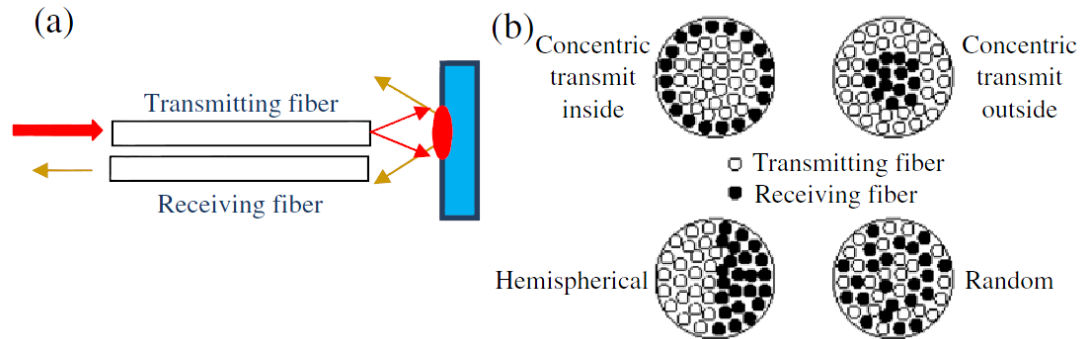 (a)
Transmitting fiber
Receiving fiber
(b)
Concentric
transmit
inside
Concentric
transmit
outside
Transmitting fiber
Receiving fiber
Hemispherical
Random